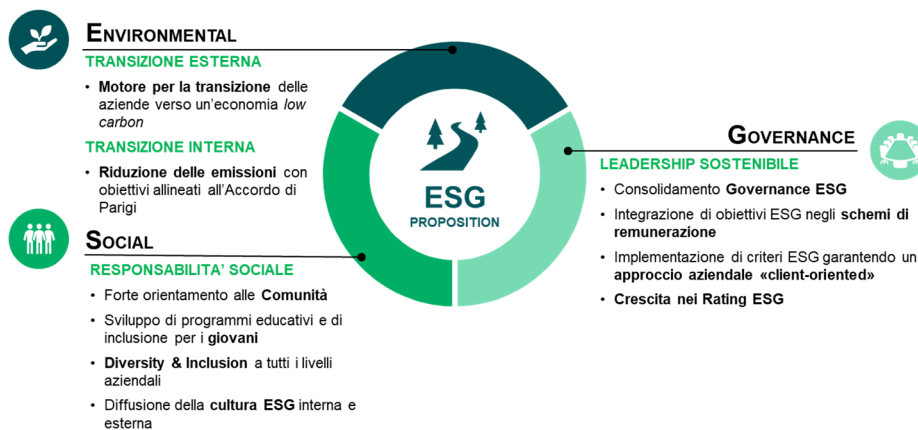 ENVIRONMENTAL
TRANSIZIONE ESTERNA
• Motore per la transizione delle
aziende verso un'economia low
carbon
TRANSIZIONE INTERNA
• Riduzione delle emissioni con
obiettivi allineati all'Accordo di
Parigi
SOCIAL
RESPONSABILITA' SOCIALE
• Forte orientamento alle Comunità
• Sviluppo di programmi educativi e di
inclusione per i giovani
• Diversity & Inclusion a tutti i livelli
aziendali
• Diffusione della cultura ESG interna e
esterna
ESG
PROPOSITION
GOVERNANCE
LEADERSHIP SOSTENIBILE
• Consolidamento Governance ESG
• Integrazione di obiettivi ESG negli schemi di
remunerazione
• Implementazione di criteri ESG garantendo un
approccio aziendale «client-oriented»
• Crescita nei Rating ESG